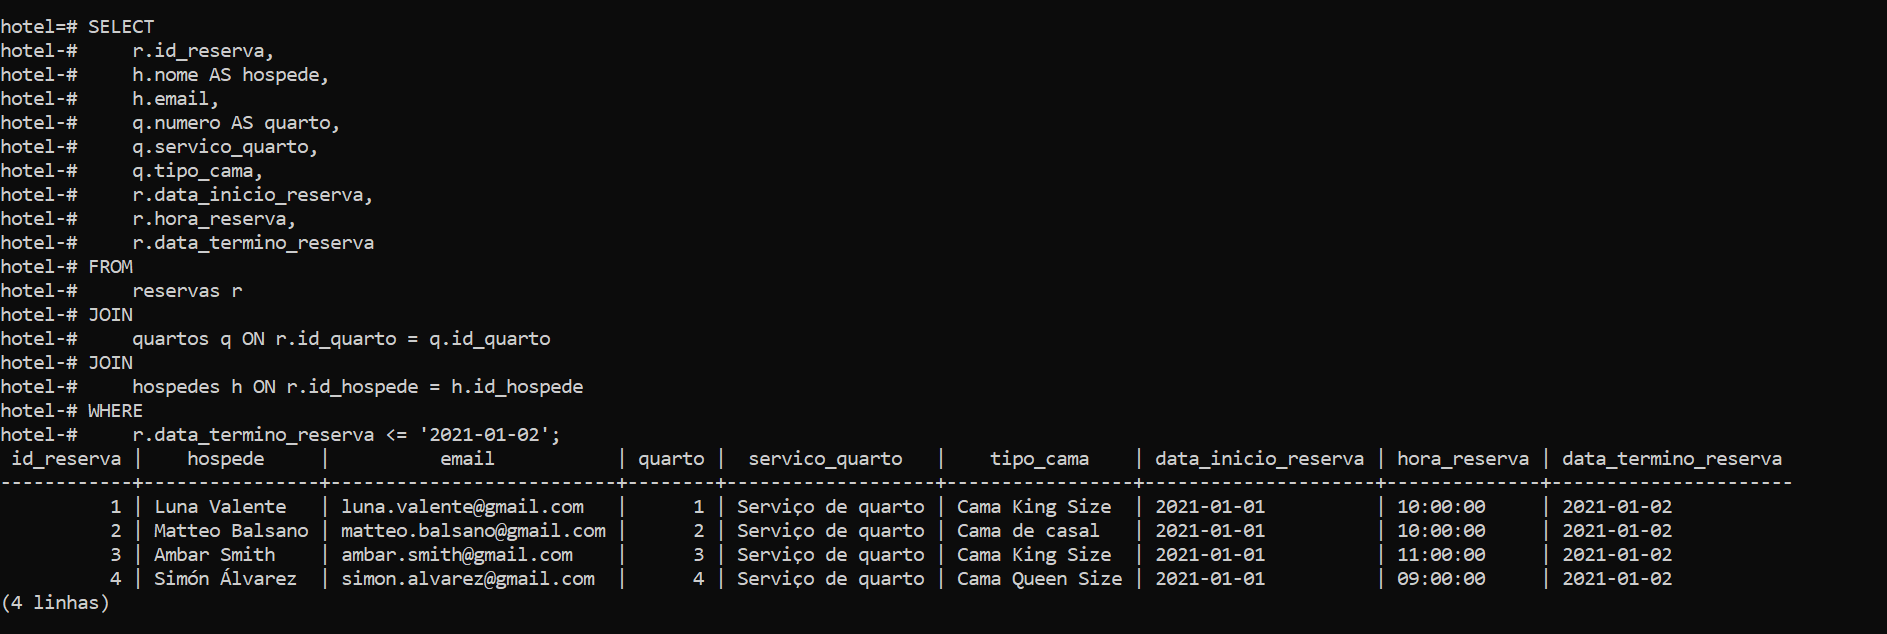 hotel=# SELECT
hotel-#     r.id_reserva,
hotel-#     h.nome AS hospede,
hotel-#     h.email,
hotel-#     q.numero AS quarto,
hotel-#     q.servico_quarto,
hotel-#     q.tipo_cama,
hotel-#     r.data_inicio_reserva,
hotel-#     r.hora_reserva,
hotel-#     r.data_termino_reserva
hotel-# FROM
hotel-#     reservas r
hotel-# JOIN
hotel-#     quartos q ON r.id_quarto = q.id_quarto
hotel-# JOIN
hotel-#     hospedes h ON r.id_hospede = h.id_hospede
hotel-# WHERE
hotel-#     r.data_termino_reserva <= '2021-01-02';
 id_reserva |    hospede     |          email           | quarto |  servico_quarto   |    tipo_cama    | data_inicio_reserva | hora_reserva | data_termino_reserva
------------+----------------+--------------------------+--------+-------------------+-----------------+---------------------+--------------+----------------------
          1 | Luna Valente   | luna.valente@gmail.com   |      1 | Serviço de quarto | Cama King Size  | 2021-01-01          | 10:00:00     | 2021-01-02
          2 | Matteo Balsano | matteo.balsano@gmail.com |      2 | Serviço de quarto | Cama de casal   | 2021-01-01          | 10:00:00     | 2021-01-02
          3 | Ambar Smith    | ambar.smith@gmail.com    |      3 | Serviço de quarto | Cama King Size  | 2021-01-01          | 11:00:00     | 2021-01-02
          4 | Simón Álvarez  | simon.alvarez@gmail.com  |      4 | Serviço de quarto | Cama Queen Size | 2021-01-01          | 09:00:00     | 2021-01-02
(4 linhas)